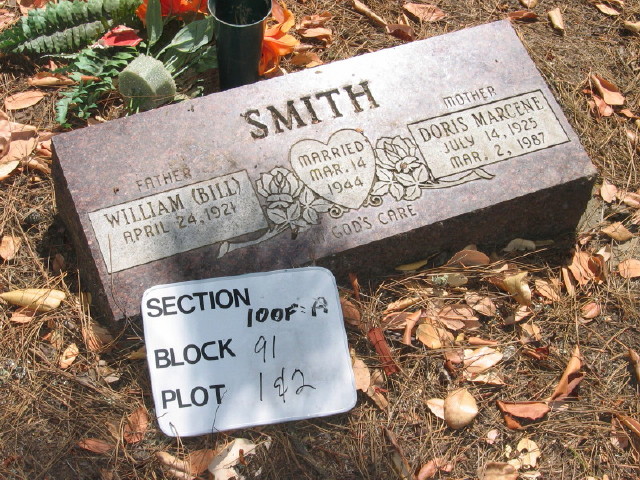 SMITH
FATHER
WILLIAM (BILL)
APRIL 24, 1921
MARRIED
MAR. 14
1944
MOTHER
DORIS MARCENE
JULY 14, 1925
MAR. 2, 1987
GOD'S CARE
SECTION 100F-A
BLOCK 91
PLOT 1 & 2